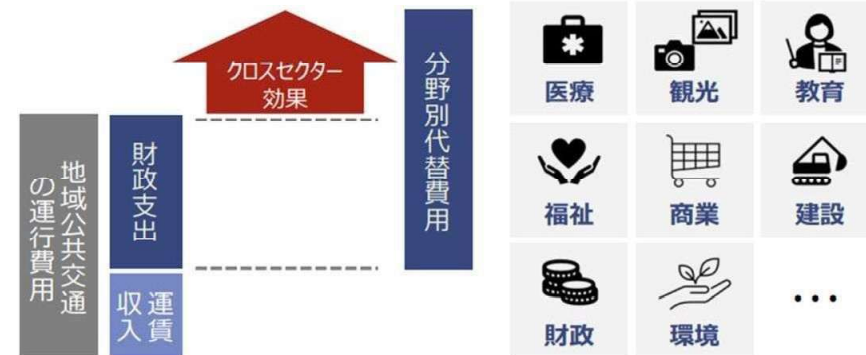 地域公共交通
の運行費用
財政支出
運賃
収入
クロスセクター
効果
分野別代替費用
医療
観光
教育
福祉
商業
建設
財政
環境
…